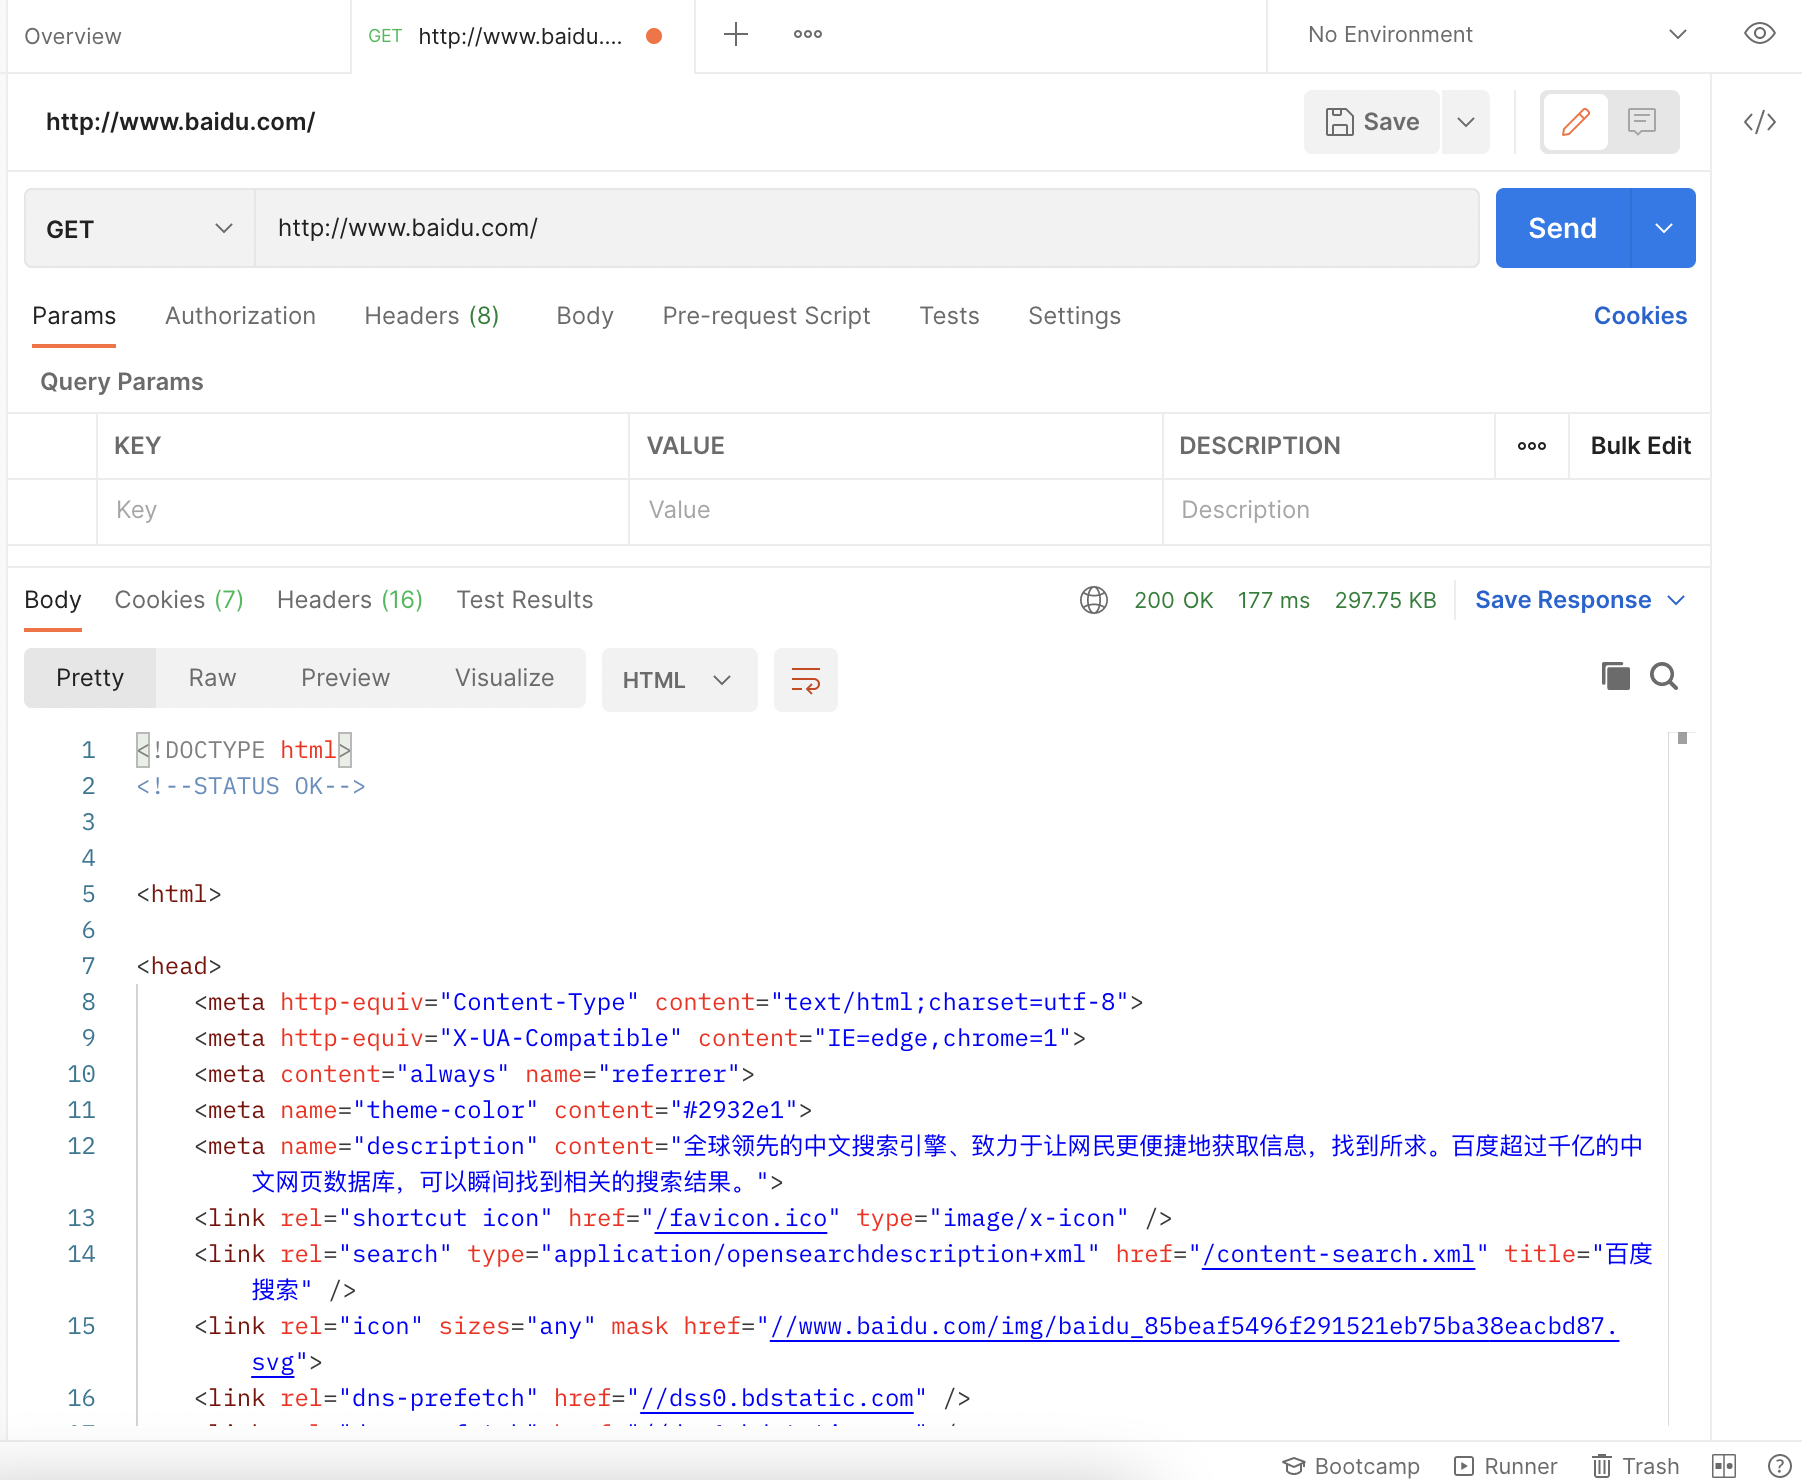 Overview
GET http://www.baidu....
No Environment
http://www.baidu.com/
Save
GET
http://www.baidu.com/
Send
Params Authorization Headers (8) Body Pre-request Script Tests Settings Cookies
Query Params
KEY VALUE DESCRIPTION Bulk Edit
Key Value Description
Body Cookies (7) Headers (16) Test Results 200 OK 177 ms 297.75 KB Save Response
Pretty Raw Preview Visualize HTML
1 <!DOCTYPE html>
2 <!--STATUS OK-->
3
4
5 <html>
6
7 <head>
8 <meta http-equiv="Content-Type" content="text/html;charset=utf-8">
9 <meta http-equiv="X-UA-Compatible" content="IE=edge,chrome=1">
10 <meta content="always" name="referrer">
11 <meta name="theme-color" content="#2932e1">
12 <meta name="description" content="全球领先的中文搜索引擎、致力于让网民更便捷地获取信息，找到所求。百度超过千亿的中
文网页数据库，可以瞬间找到相关的搜索结果。">
13 <link rel="shortcut icon" href="/favicon.ico" type="image/x-icon" />
14 <link rel="search" type="application/opensearchdescription+xml" href="/content-search.xml" title="百度
搜索" />
15 <link rel="icon" sizes="any" mask href="//www.baidu.com/img/baidu_85beaf5496f291521eb75ba38eacbd87.
svg">
16 <link rel="dns-prefetch" href="//dss0.bdstatic.com" />
Bootcamp Runner Trash